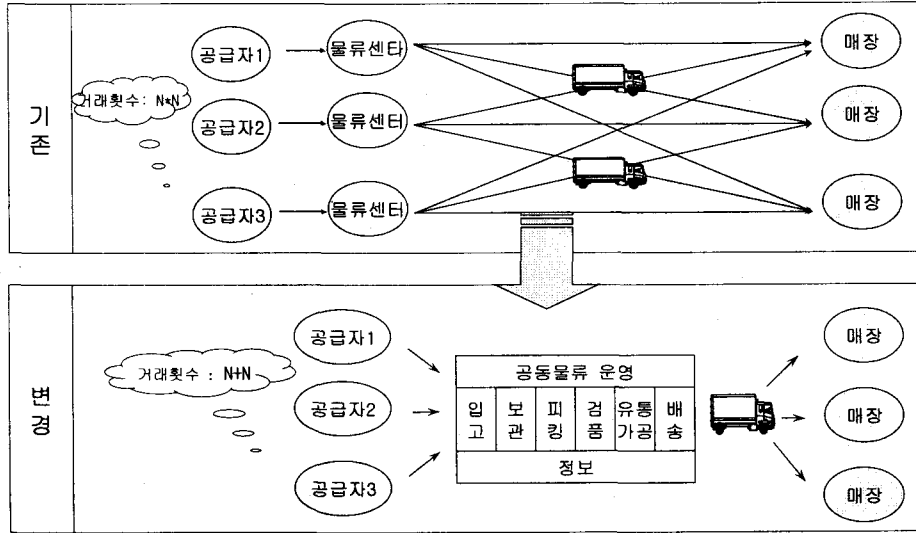 기존
거래횟수: N*N
공급자1
물류센타
매장
공급자2
물류센터
매장
공급자3
물류센터
매장
변경
거래횟수 : N+N
공급자1
공급자2
공급자3
공동물류 운영
입고
보관
피킹
검품
유통가공
배송
정보
매장
매장
매장